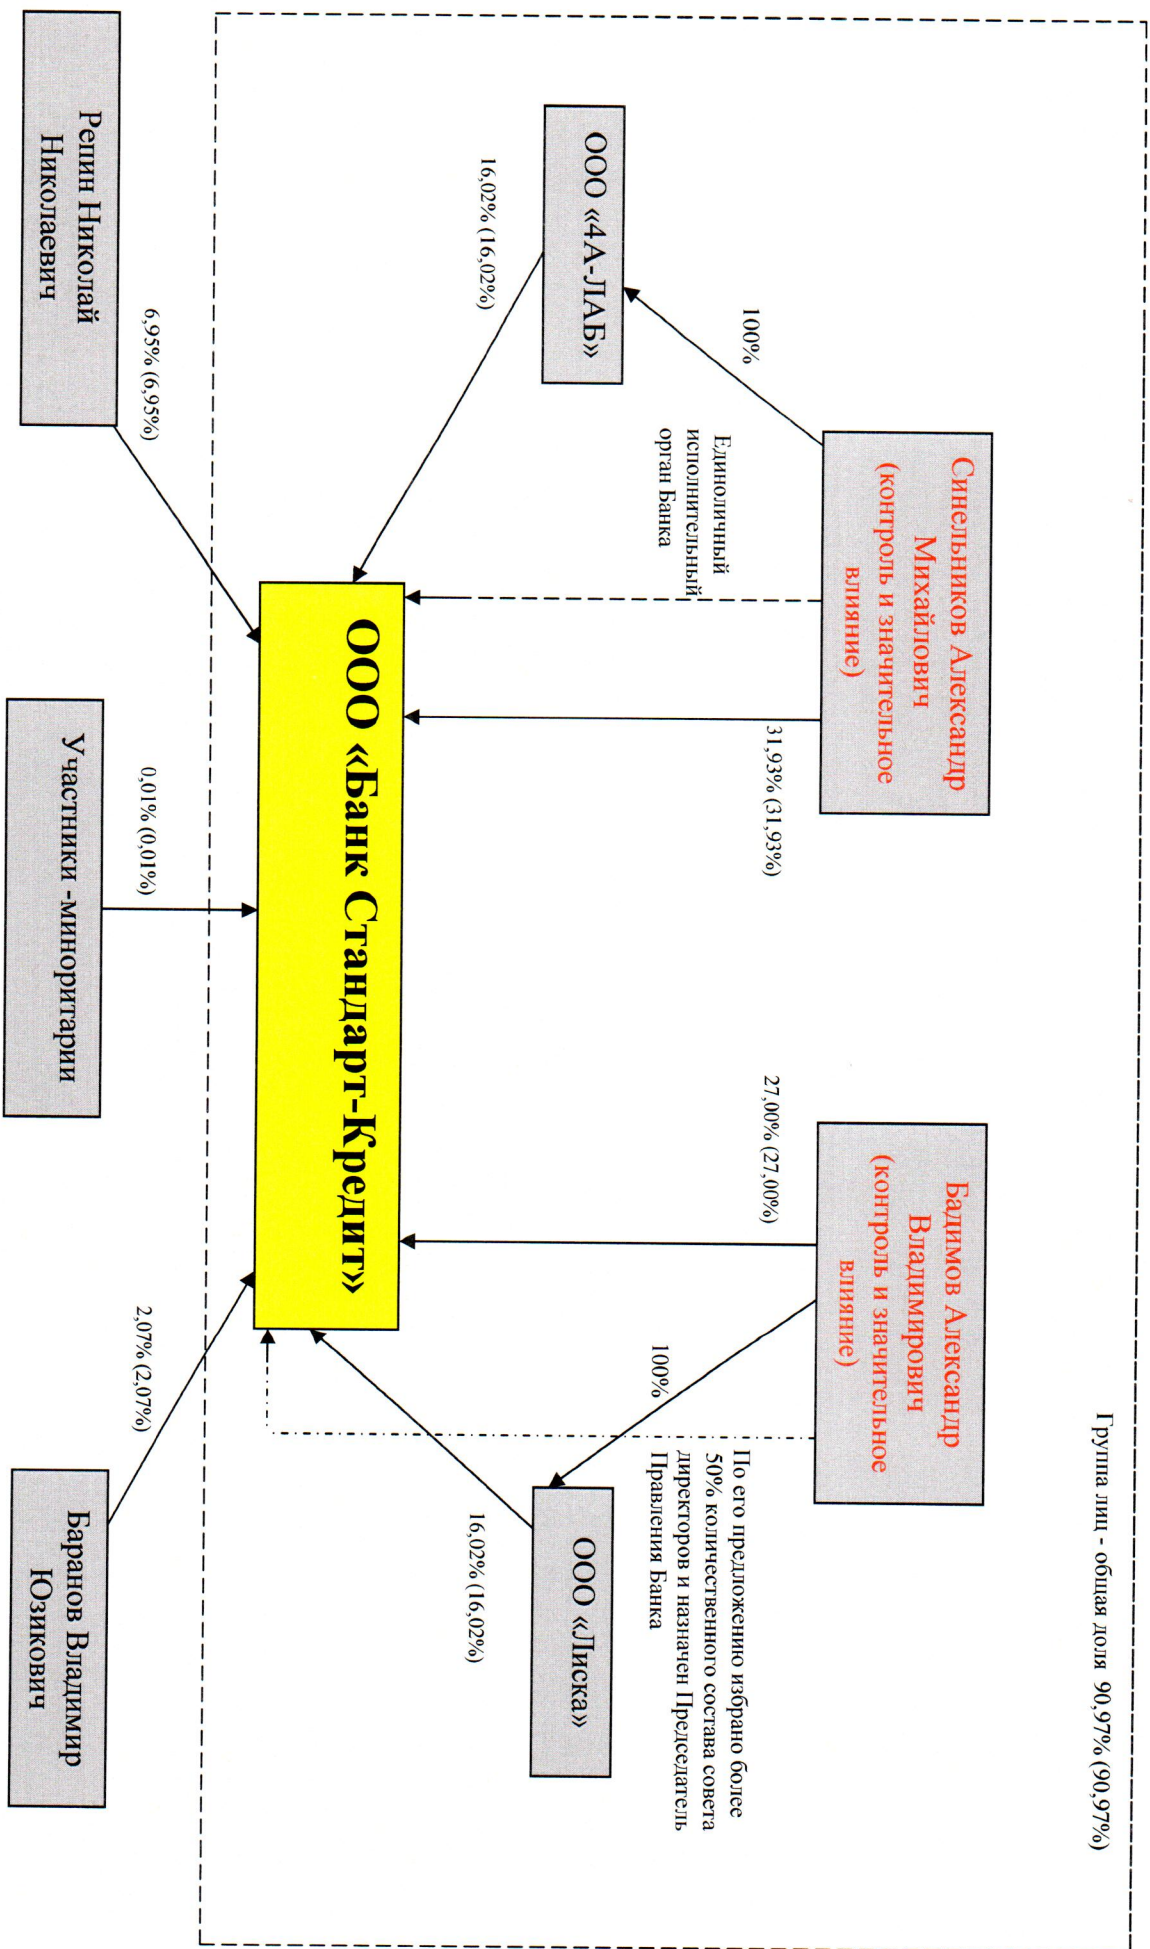 Группа лиц - общая доля 90,97% (90,97%)
Синельников Александр
Михайлович
(контроль и значительное
влияние)
Бадимов Александр
Владимирович
(контроль и значительное
влияние)
100%
31,93% (31,93%)
27,00% (27,00%)
Единоличный
исполнительный
орган Банка
По его предложению избрано более
50% количественного состава совета
директоров и назначен Председатель
Правления Банка
100%
ООО «4А-ЛАБ»
ООО «Лиска»
16,02% (16,02%)
16,02% (16,02%)
ООО «Банк Стандарт-Кредит»
6,95% (6,95%)
0,01% (0,01%)
2,07% (2,07%)
Репин Николай
Николаевич
Участники -миноритарии
Баранов Владимир
Юзикович